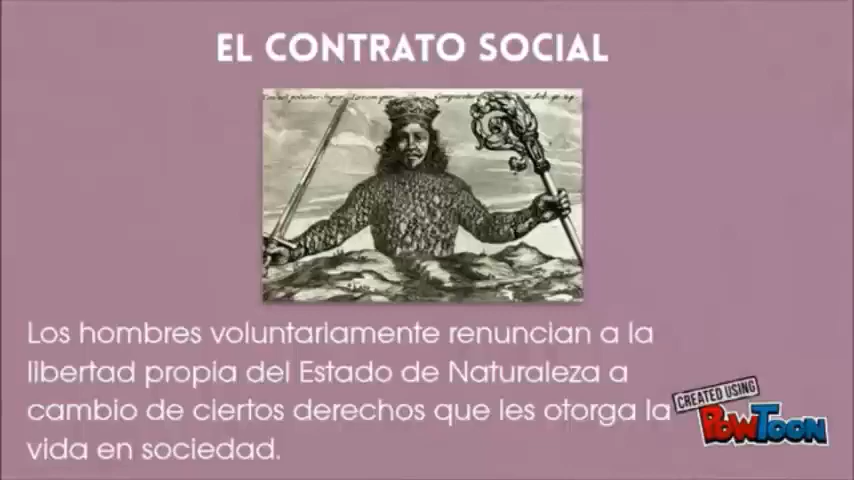 EL CONTRATO SOCIAL
Los hombres voluntariamente renuncian a la
libertad propia del Estado de Naturaleza a
cambio de ciertos derechos que les otorga la
vida en sociedad.
CREATED USING
POWTOON